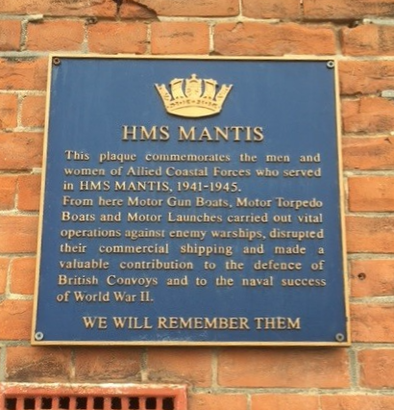 HMS MANTIS
This plaque commemorates the men and
women of Allied Coastal Forces who served
in HMS MANTIS, 1941-1945.
From here Motor Gun Boats, Motor Torpedo
Boats and Motor Launches carried out vital
operations against enemy warships, disrupted
their commercial shipping and made a
valuable contribution to the defence of
British Convoys and to the naval success
of World War II.
WE WILL REMEMBER THEM